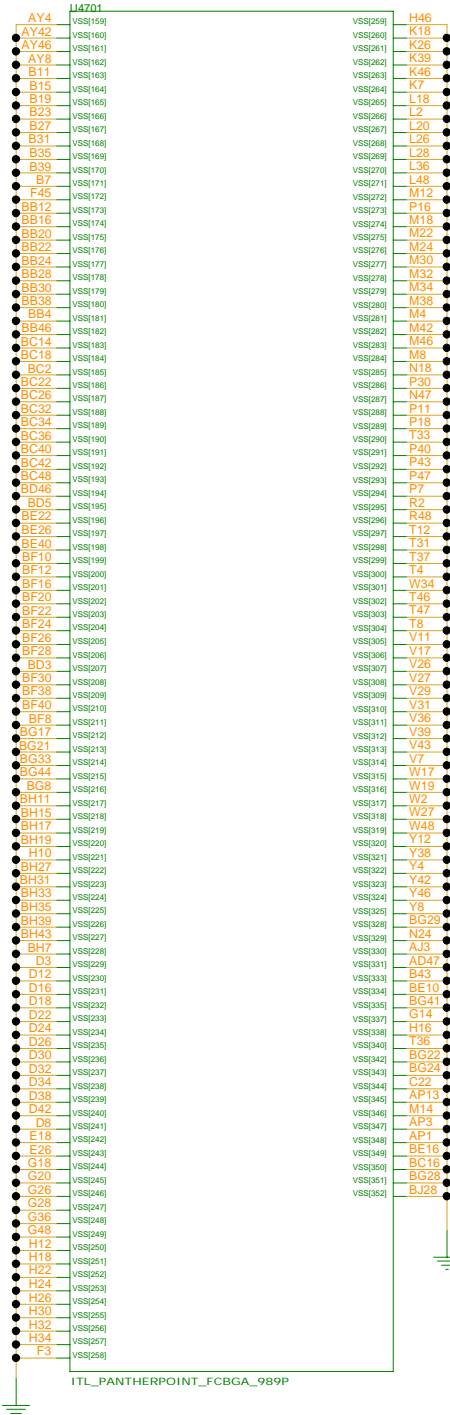 U4701
AY4 VSS[159]
AY42 VSS[160]
AY46 VSS[161]
AY8 VSS[162]
B11 VSS[163]
B15 VSS[164]
B19 VSS[165]
B23 VSS[166]
B27 VSS[167]
B31 VSS[168]
B35 VSS[169]
B39 VSS[170]
B7 VSS[171]
F45 VSS[172]
BB12 VSS[173]
BB16 VSS[174]
BB20 VSS[175]
BB22 VSS[176]
BB24 VSS[177]
BB28 VSS[178]
BB30 VSS[179]
BB38 VSS[180]
BB4 VSS[181]
BB46 VSS[182]
BC14 VSS[183]
BC18 VSS[184]
BC2 VSS[185]
BC22 VSS[186]
BC26 VSS[187]
BC32 VSS[188]
BC34 VSS[189]
BC36 VSS[190]
BC40 VSS[191]
BC42 VSS[192]
BC48 VSS[193]
BD46 VSS[194]
BD5 VSS[195]
BE22 VSS[196]
BE26 VSS[197]
BE40 VSS[198]
BF10 VSS[199]
BF12 VSS[200]
BF16 VSS[201]
BF20 VSS[202]
BF22 VSS[203]
BF24 VSS[204]
BF26 VSS[205]
BF28 VSS[206]
BD3 VSS[207]
BF30 VSS[208]
BF38 VSS[209]
BF40 VSS[210]
BF8 VSS[211]
BG17 VSS[212]
BG21 VSS[213]
BG33 VSS[214]
BG44 VSS[215]
BG8 VSS[216]
BH11 VSS[217]
BH15 VSS[218]
BH17 VSS[219]
BH19 VSS[220]
H10 VSS[221]
BH27 VSS[222]
BH31 VSS[223]
BH33 VSS[224]
BH35 VSS[225]
BH39 VSS[226]
BH43 VSS[227]
BH7 VSS[228]
D3 VSS[229]
D12 VSS[230]
D16 VSS[231]
D18 VSS[232]
D22 VSS[233]
D24 VSS[234]
D26 VSS[235]
D30 VSS[236]
D32 VSS[237]
D34 VSS[238]
D38 VSS[239]
D42 VSS[240]
D8 VSS[241]
E18 VSS[242]
E26 VSS[243]
G18 VSS[244]
G20 VSS[245]
G26 VSS[246]
G28 VSS[247]
G36 VSS[248]
G48 VSS[249]
H12 VSS[250]
H18 VSS[251]
H22 VSS[252]
H24 VSS[253]
H26 VSS[254]
H30 VSS[255]
H32 VSS[256]
H34 VSS[257]
F3 VSS[258]
VSS[259] H46
VSS[260] K18
VSS[261] K26
VSS[262] K39
VSS[263] K46
VSS[264] K7
VSS[265] L18
VSS[266] L2
VSS[267] L20
VSS[268] L26
VSS[269] L28
VSS[270] L36
VSS[271] L48
VSS[272] M12
VSS[273] P16
VSS[274] M18
VSS[275] M22
VSS[276] M24
VSS[277] M30
VSS[278] M32
VSS[279] M34
VSS[280] M38
VSS[281] M4
VSS[282] M42
VSS[283] M46
VSS[284] M8
VSS[285] N18
VSS[286] P30
VSS[287] N47
VSS[288] P11
VSS[289] P18
VSS[290] T33
VSS[291] P40
VSS[292] P43
VSS[293] P47
VSS[294] P7
VSS[295] R2
VSS[296] R48
VSS[297] T12
VSS[298] T31
VSS[299] T37
VSS[300] T4
VSS[301] W34
VSS[302] T46
VSS[303] T47
VSS[304] T8
VSS[305] V11
VSS[306] V17
VSS[307] V26
VSS[308] V27
VSS[309] V29
VSS[310] V31
VSS[311] V36
VSS[312] V39
VSS[313] V43
VSS[314] V7
VSS[315] W17
VSS[316] W19
VSS[317] W2
VSS[318] W27
VSS[319] W48
VSS[320] Y12
VSS[321] Y38
VSS[322] Y4
VSS[323] Y42
VSS[324] Y46
VSS[325] Y8
VSS[328] BG29
VSS[329] N24
VSS[330] AJ3
VSS[331] AD47
VSS[333] B43
VSS[334] BE10
VSS[335] BG41
VSS[337] G14
VSS[338] H16
VSS[340] T36
VSS[342] BG22
VSS[343] BG24
VSS[344] C22
VSS[345] AP13
VSS[346] M14
VSS[347] AP3
VSS[348] AP1
VSS[349] BE16
VSS[350] BC16
VSS[351] BG28
VSS[352] BJ28
ITL_PANTHERPOINT_FCBGA_989P